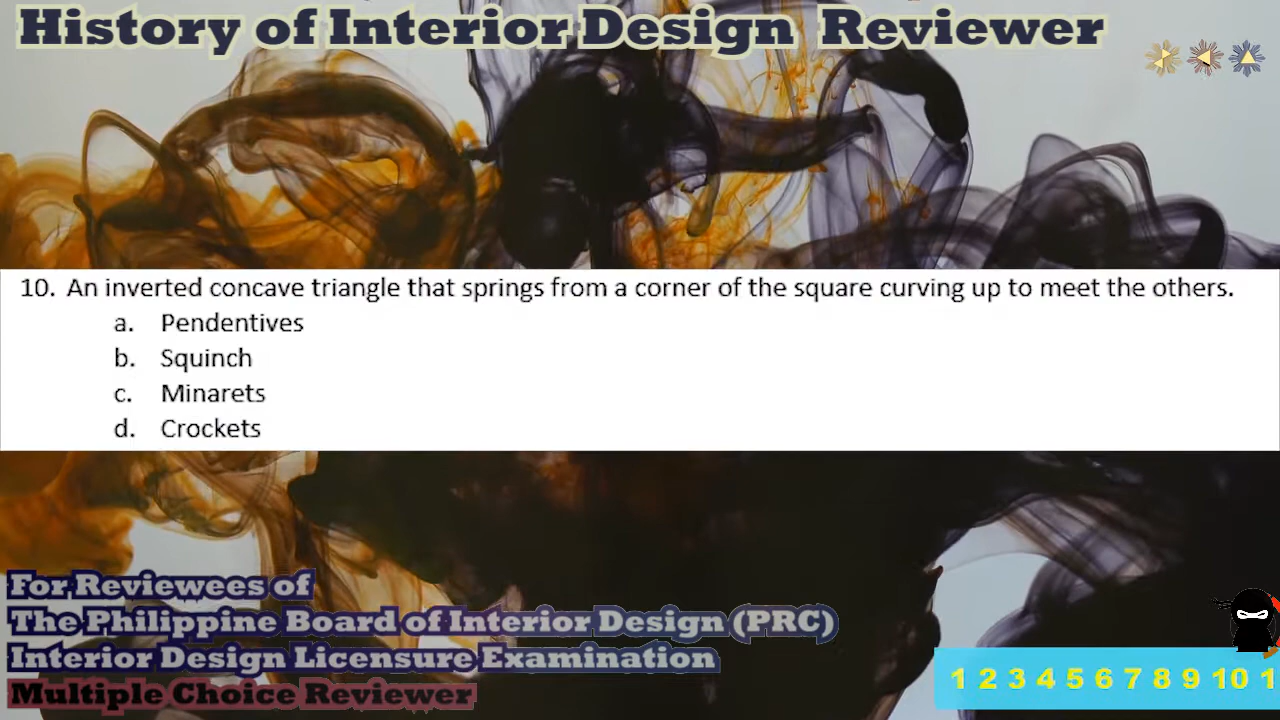 History of Interior Design Reviewer
10. An inverted concave triangle that springs from a corner of the square curving up to meet the others.
a. Pendentives
b. Squinch
c. Minarets
d. Crockets
For Reviewees of
The Philippine Board of Interior Design (PRC)
Interior Design Licensure Examination
Multiple Choice Reviewer
1 2 3 4 5 6 7 8 9 10 1